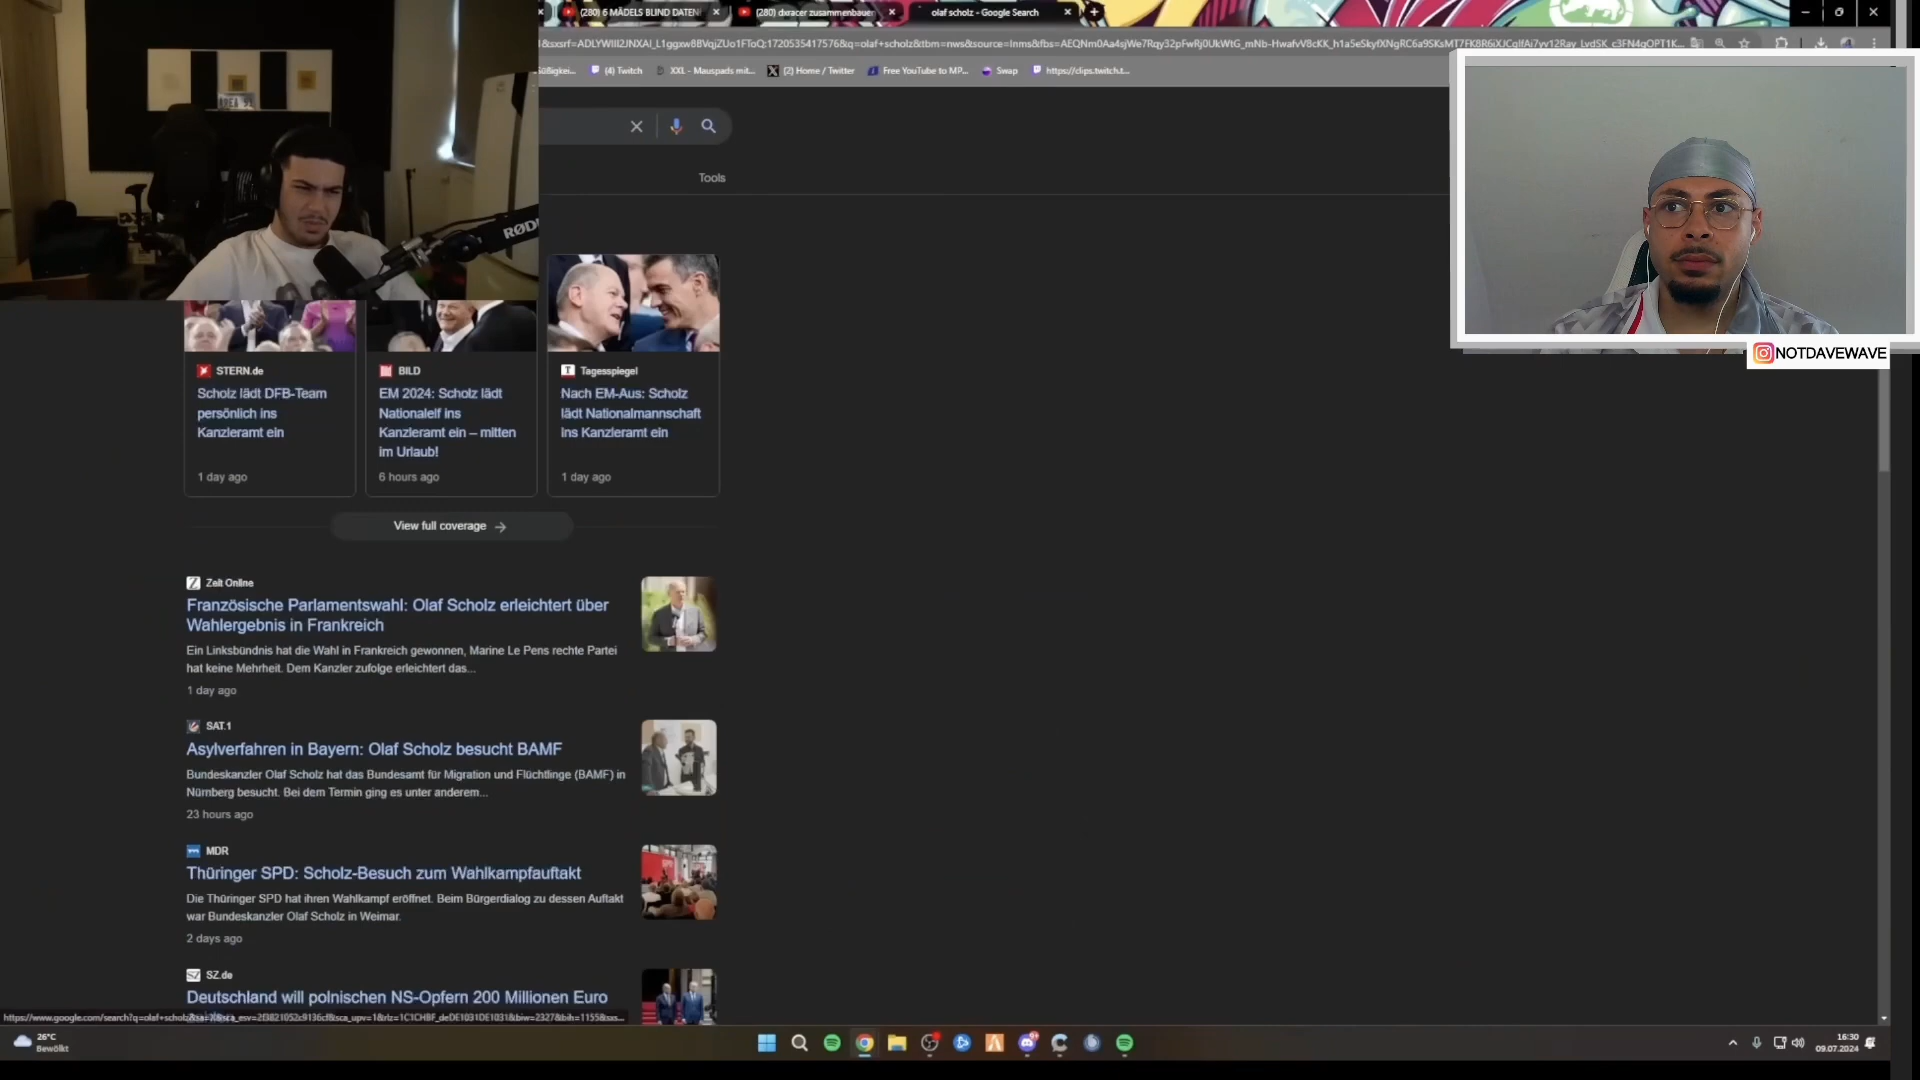 (280) 6 MÄDELS BLIND DATEN
(280) dxracer zusammenbauen
olaf scholz - Google Search
(4) Twitch
XXL - Mauspads mit...
(2) Home / Twitter
Free YouTube to MP...
Swap
https://clips.twitch.t...
Tools
NOTDAVEWAVE
STERN.de
Scholz lädt DFB-Team
persönlich ins
Kanzleramt ein
1 day ago
BILD
EM 2024: Scholz lädt
Nationalelf ins
Kanzleramt ein – mitten
im Urlaub!
6 hours ago
Tagesspiegel
Nach EM-Aus: Scholz
lädt Nationalmannschaft
ins Kanzleramt ein
1 day ago
View full coverage
Zeit Online
Französische Parlamentswahl: Olaf Scholz erleichtert über
Wahlergebnis in Frankreich
Ein Linksbündnis hat die Wahl in Frankreich gewonnen, Marine Le Pens rechte Partei
hat keine Mehrheit. Dem Kanzler zufolge erleichtert das...
1 day ago
SAT.1
Asylverfahren in Bayern: Olaf Scholz besucht BAMF
Bundeskanzler Olaf Scholz hat das Bundesamt für Migration und Flüchtlinge (BAMF) in
Nürnberg besucht. Bei dem Termin ging es unter anderem...
23 hours ago
MDR
Thüringer SPD: Scholz-Besuch zum Wahlkampfauftakt
Die Thüringer SPD hat ihren Wahlkampf eröffnet. Beim Bürgerdialog zu dessen Auftakt
war Bundeskanzler Olaf Scholz in Weimar.
2 days ago
SZ.de
Deutschland will polnischen NS-Opfern 200 Millionen Euro
26°C
Bewölkt
16:30
09.07.2024